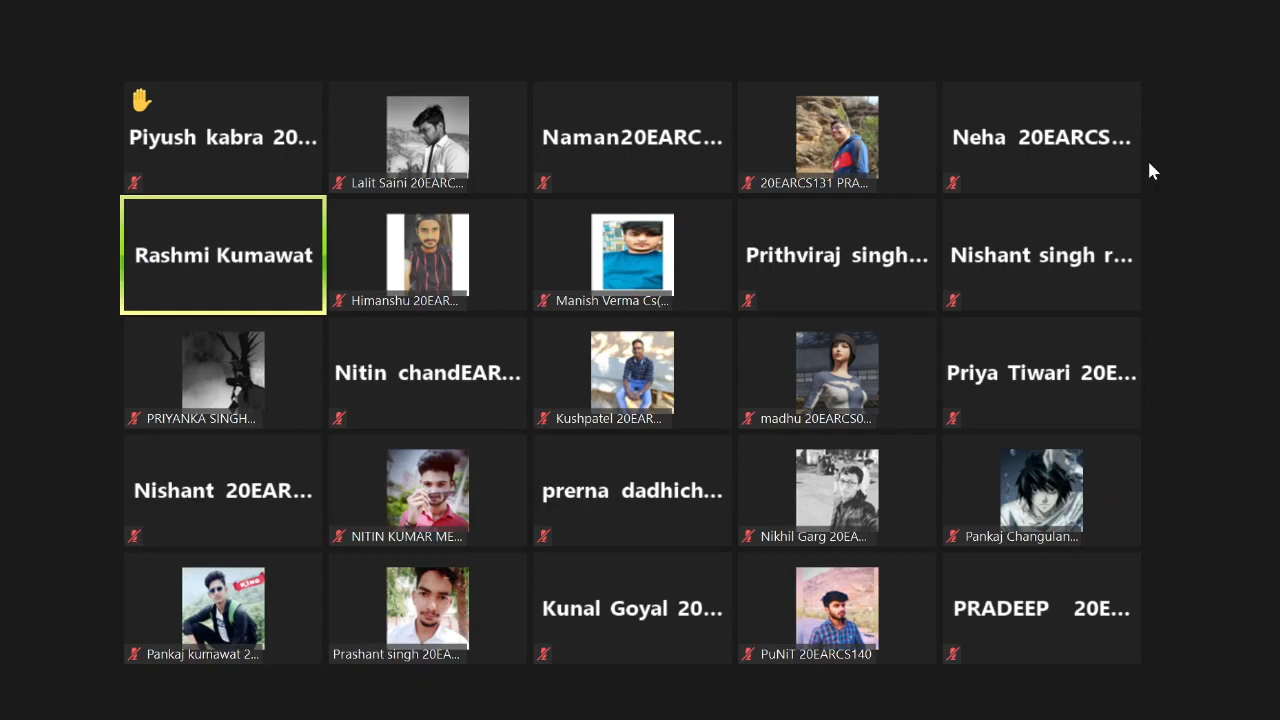 Piyush kabra 20...
Lalit Saini 20EARC...
Naman20EARC...
20EARCS131 PRA...
Neha 20EARCS...
Rashmi Kumawat
Himanshu 20EAR...
Manish Verma Cs(...
Prithviraj singh...
Nishant singh r...
PRIYANKA SINGH...
Nitin chandEAR...
Kushpatel 20EAR...
madhu 20EARCS0...
Priya Tiwari 20E...
Nishant 20EAR...
NITIN KUMAR ME...
prerna dadhich...
Nikhil Garg 20EA...
Pankaj Changulan...
King
Pankaj kumawat 2...
Prashant singh 20EA...
Kunal Goyal 20...
PuNiT 20EARCS140
PRADEEP 20E...